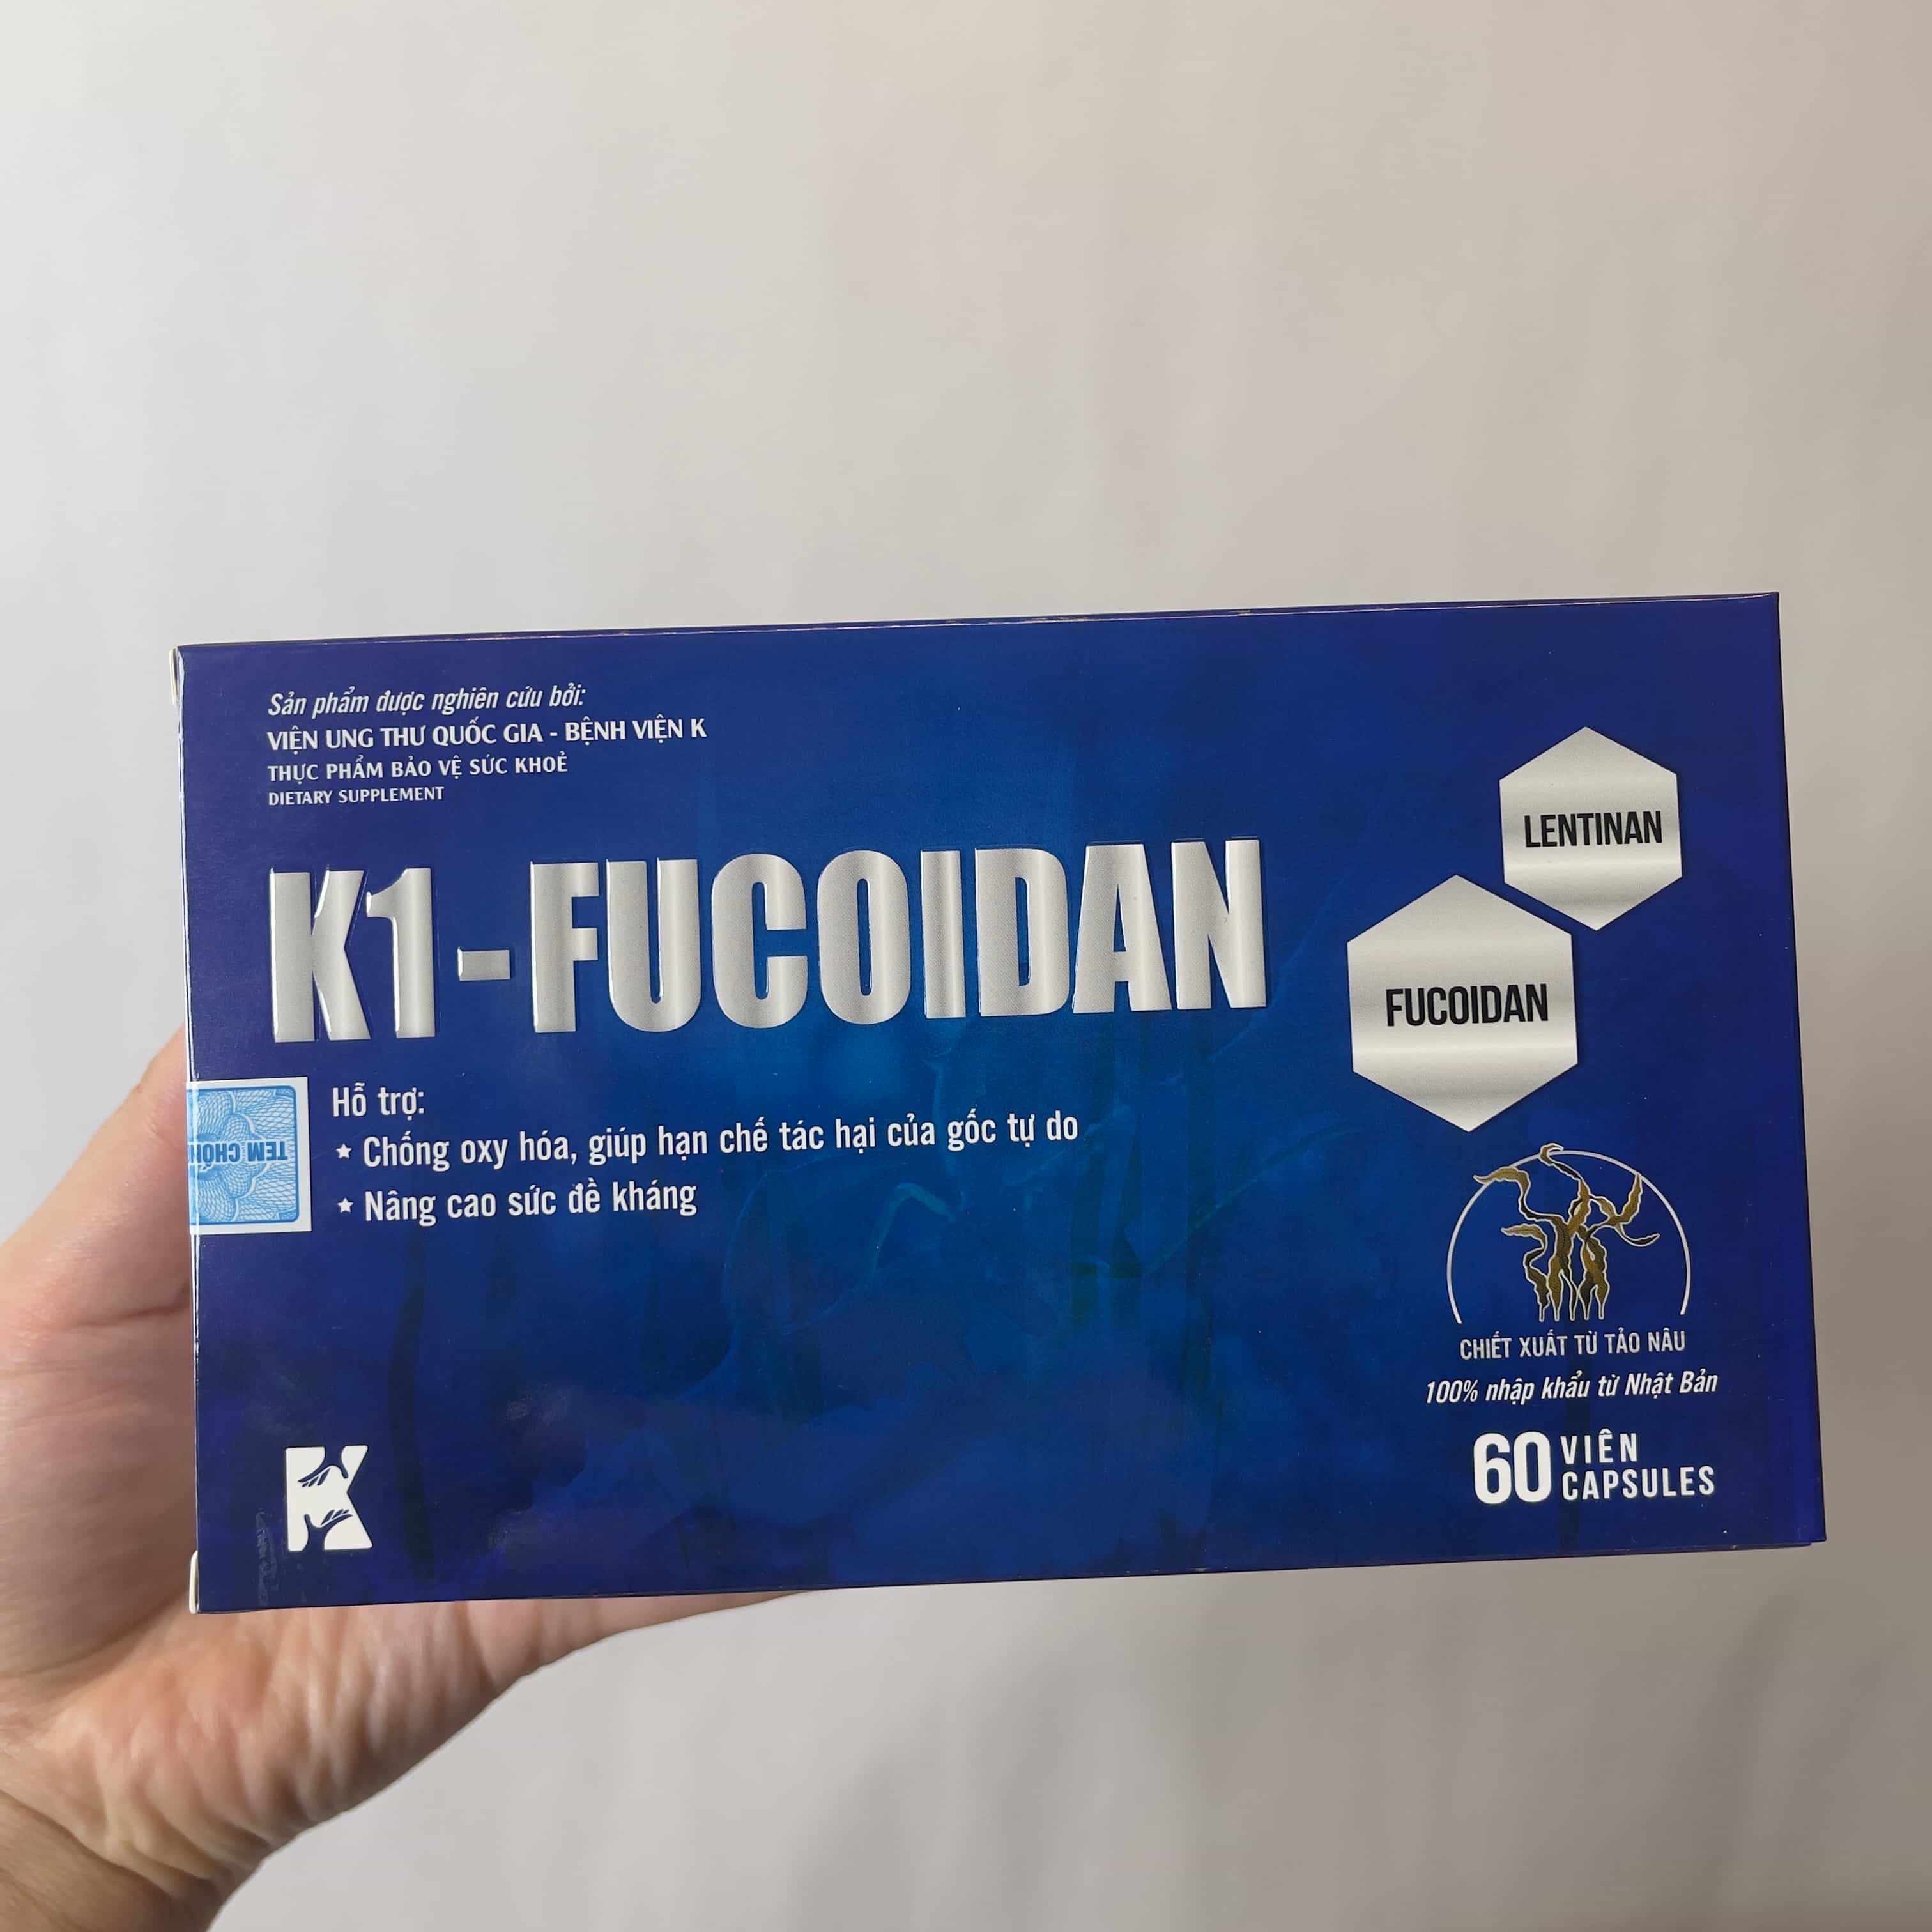 Sản phẩm được nghiên cứu bởi:
VIỆN UNG THƯ QUỐC GIA - BỆNH VIỆN K
THỰC PHẨM BẢO VỆ SỨC KHOẺ
DIETARY SUPPLEMENT
K1-FUCOIDAN
LENTINAN
FUCOIDAN
TEM
Hỗ trợ:
★ Chống oxy hóa, giúp hạn chế tác hại của gốc tự do
★ Nâng cao sức đề kháng
CHIẾT XUẤT TỪ TẢO NÂU
100% nhập khẩu từ Nhật Bản
60 VIÊN
CAPSULES
K